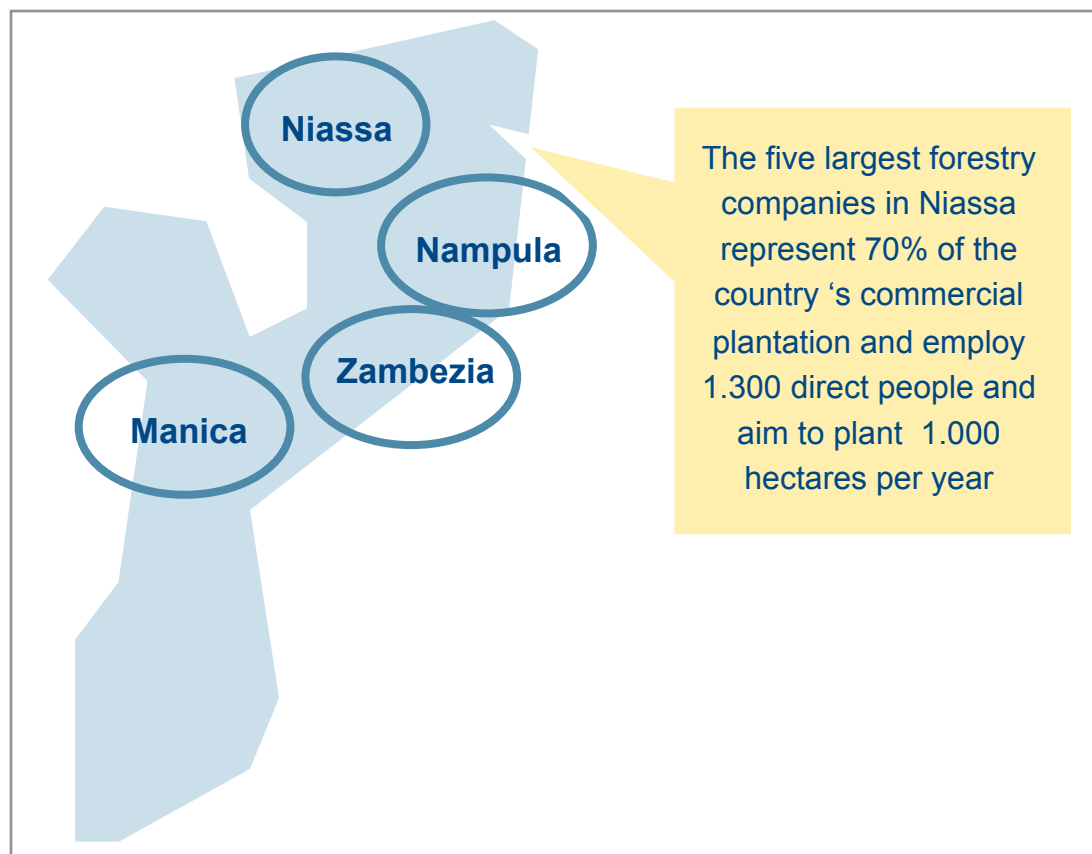 Niassa
Nampula
Zambezia
Manica
The five largest forestry
companies in Niassa
represent 70% of the
country ‘s commercial
plantation and employ
1.300 direct people and
aim to plant  1.000
hectares per year